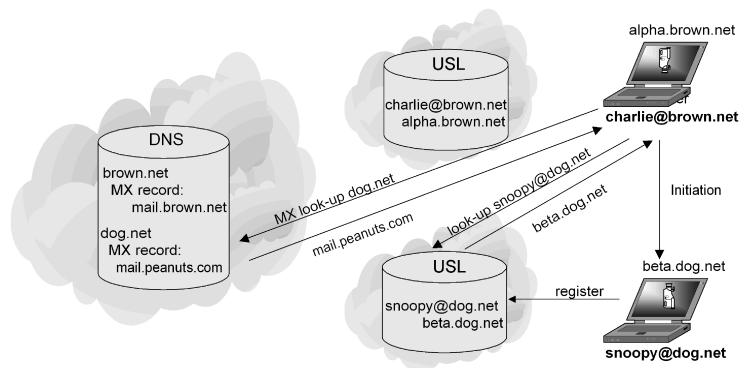 DNS
brown.net
MX record:
mail.brown.net
dog.net
MX record:
mail.peanuts.com
USL
charlie@brown.net
alpha.brown.net
alpha.brown.net
charlie@brown.net
MX look-up dog.net
mail.peanuts.com
look-up snoopy@dog.net
beta.dog.net
Initiation
USL
snoopy@dog.net
beta.dog.net
register
beta.dog.net
snoopy@dog.net